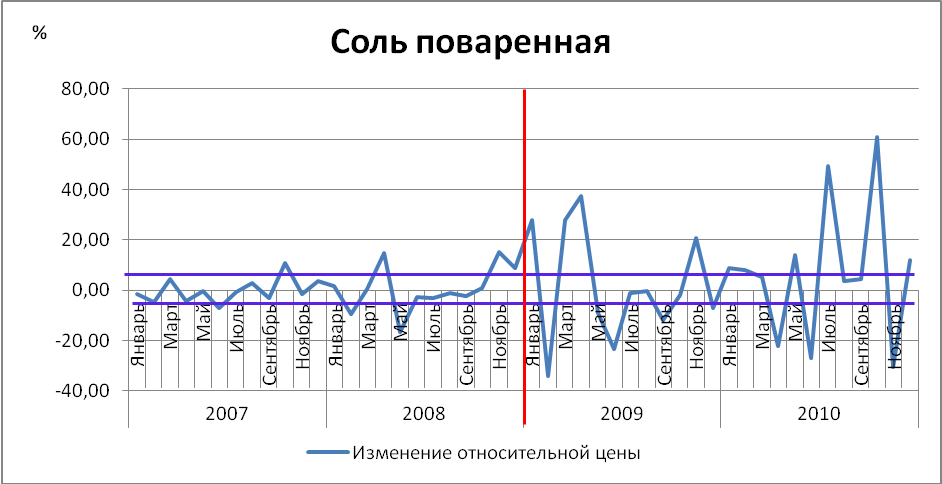 %
Соль поваренная
80,00
60,00
40,00
20,00
0,00
-20,00
-40,00
Январь
Март
Май
Июль
Сентябрь
Ноябрь
Январь
Март
Май
Июль
Сентябрь
Ноябрь
Январь
Март
Май
Июль
Сентябрь
Ноябрь
Январь
Март
Май
Июль
Сентябрь
Ноябрь
2007
2008
2009
2010
Изменение относительной цены